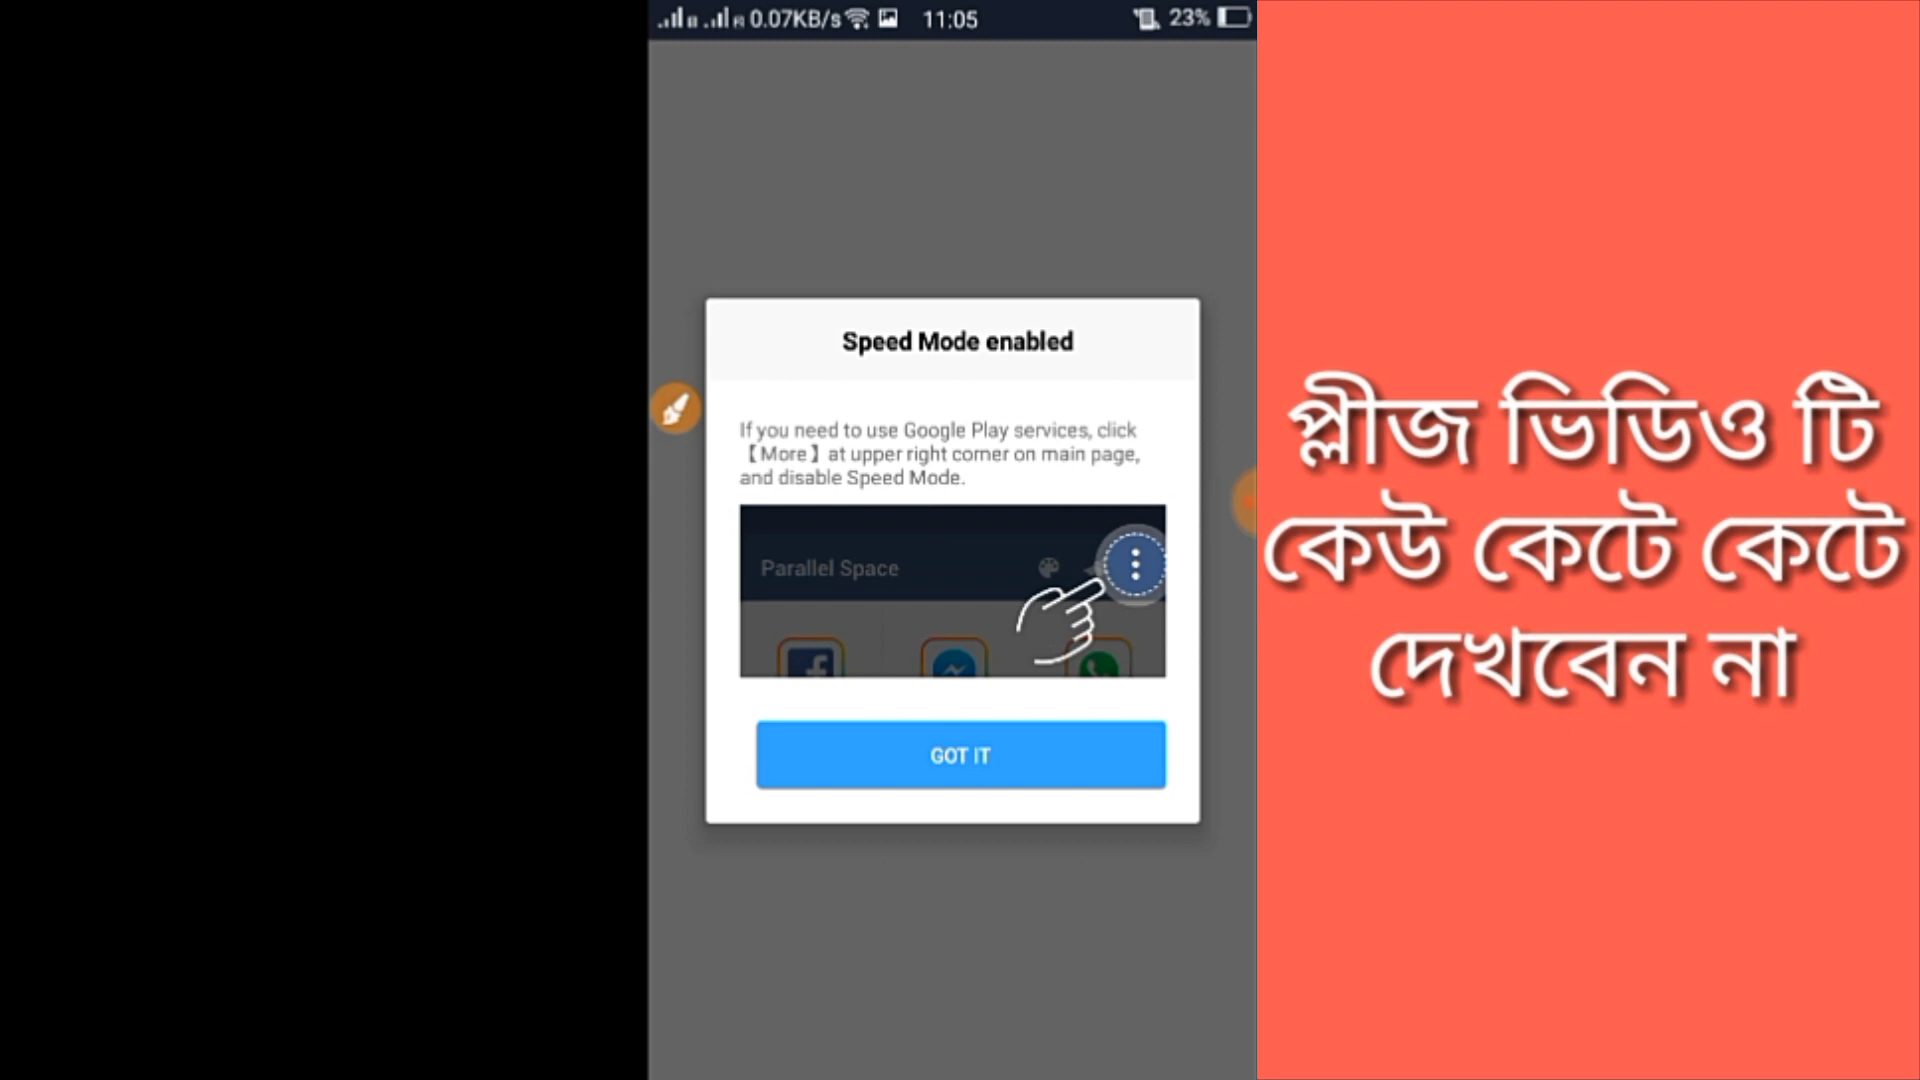 0.07KB/s 11:05 23%
Speed Mode enabled
If you need to use Google Play services, click
【More】at upper right corner on main page,
and disable Speed Mode.
Parallel Space
GOT IT
প্লীজ ভিডিও টি
কেউ কেটে কেটে
দেখবেন না